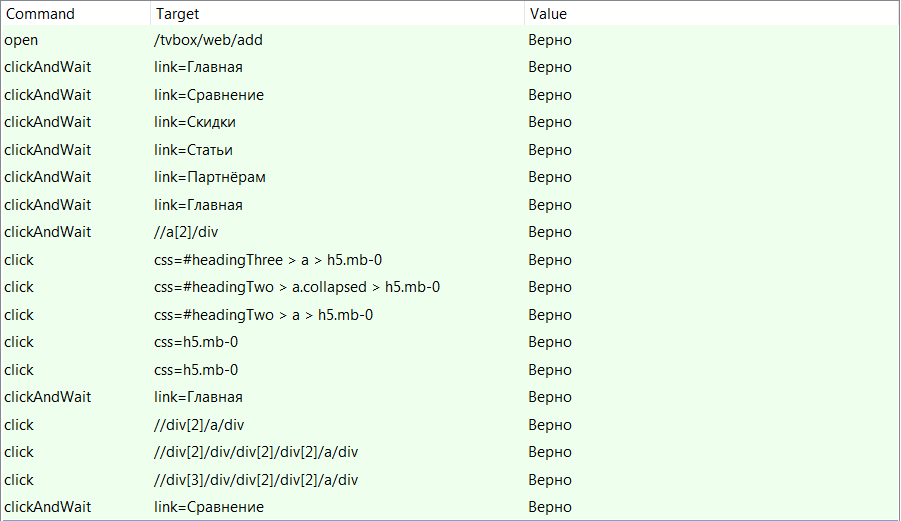 Command Target Value
open /tvbox/web/add Верно
clickAndWait link=Главная Верно
clickAndWait link=Сравнение Верно
clickAndWait link=Скидки Верно
clickAndWait link=Статьи Верно
clickAndWait link=Партнёрам Верно
clickAndWait link=Главная Верно
clickAndWait //a[2]/div Верно
click css=#headingThree > a > h5.mb-0 Верно
click css=#headingTwo > a.collapsed > h5.mb-0 Верно
click css=#headingTwo > a > h5.mb-0 Верно
click css=h5.mb-0 Верно
click css=h5.mb-0 Верно
clickAndWait link=Главная Верно
click //div[2]/a/div Верно
click //div[2]/div/div[2]/div[2]/a/div Верно
click //div[3]/div/div[2]/div[2]/a/div Верно
clickAndWait link=Сравнение Верно